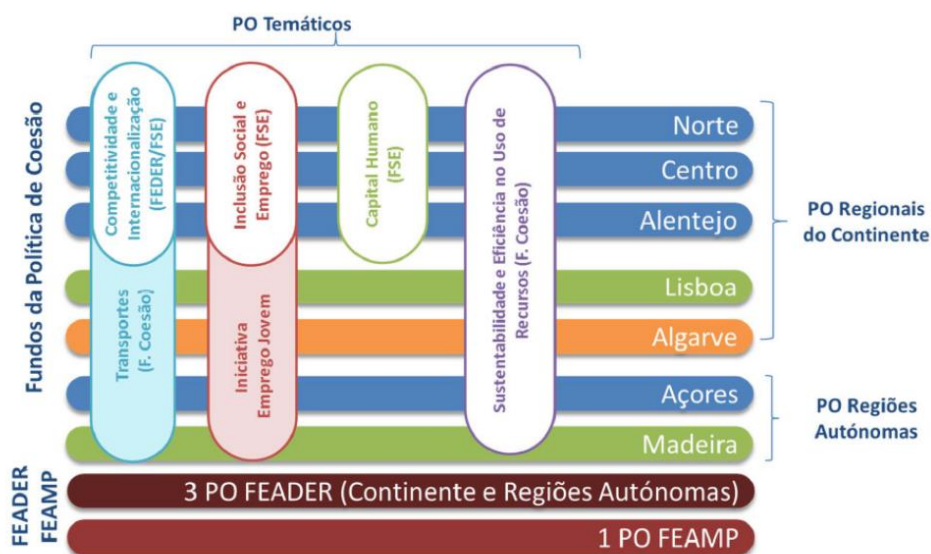 PO Temáticos
Fundos da Política de Coesão
Competitividade e
Internacionalização
(FEDER/FSE)
Transportes
(F. Coesão)
Inclusão Social e
Emprego (FSE)
Iniciativa
Emprego Jovem
Capital Humano
(FSE)
Sustentabilidade e Eficiência no Uso de
Recursos (F. Coesão)
Norte
Centro
Alentejo
Lisboa
Algarve
Açores
Madeira
PO Regionais
do Continente
PO Regiões
Autónomas
FEADER
FEAMP
3 PO FEADER (Continente e Regiões Autónomas)
1 PO FEAMP